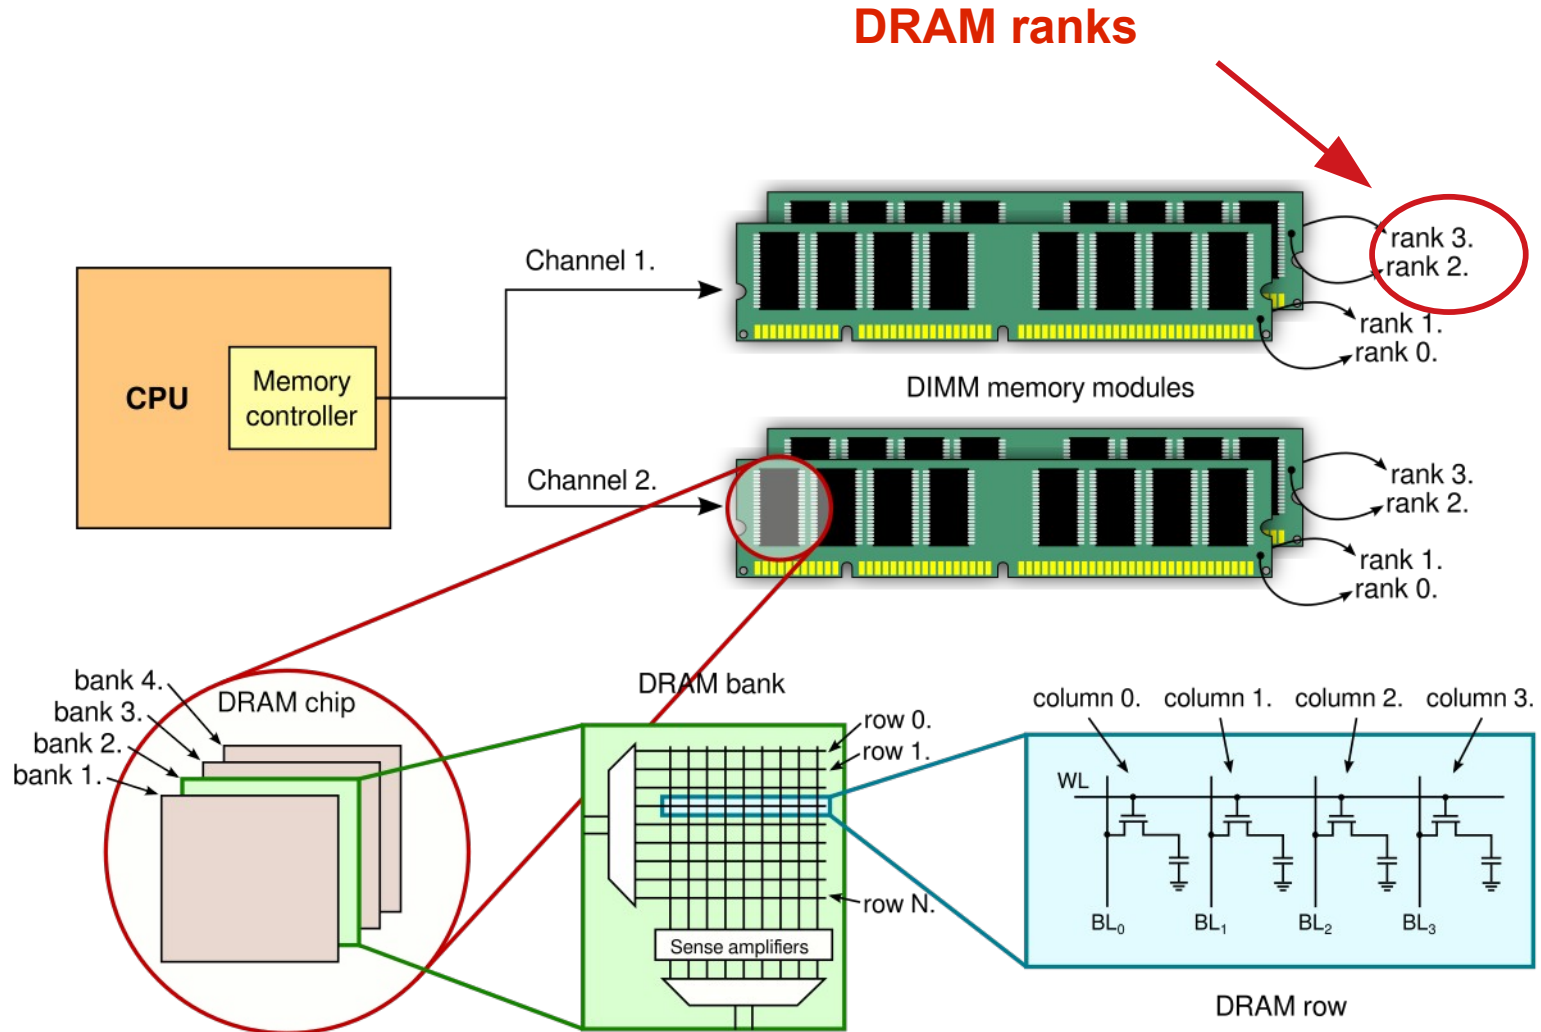 DRAM ranks
Channel 1.
rank 3.
rank 2.
rank 1.
rank 0.
CPU
Memory
controller
DIMM memory modules
Channel 2.
rank 3.
rank 2.
rank 1.
rank 0.
bank 4.
bank 3.
bank 2.
bank 1.
DRAM chip
DRAM bank
row 0.
row 1.
row N.
Sense amplifiers
column 0. column 1. column 2. column 3.
WL
BL₀ BL₁ BL₂ BL₃
DRAM row